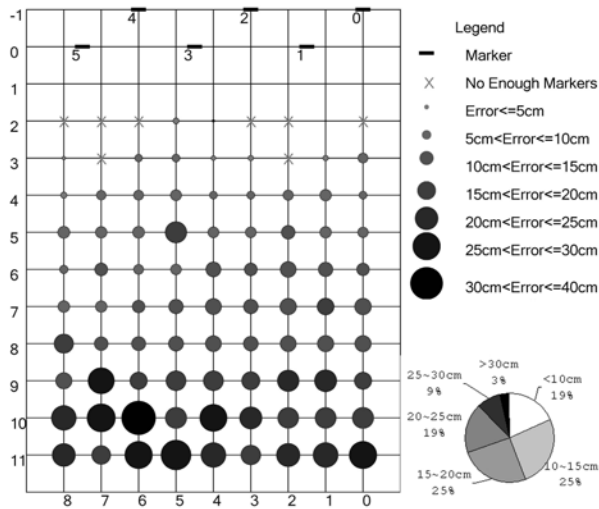 -1
4 2 0
0
5 3 1
1
2
3
4
5
6
7
8
9
10
11
8 7 6 5 4 3 2 1 0
Legend
Marker
No Enough Markers
Error<=5cm
5cm<Error<=10cm
10cm<Error<=15cm
15cm<Error<=20cm
20cm<Error<=25cm
25cm<Error<=30cm
30cm<Error<=40cm
>30cm
3%
25~30cm
9%
<10cm
19%
20~25cm
19%
10~15cm
25%
15~20cm
25%